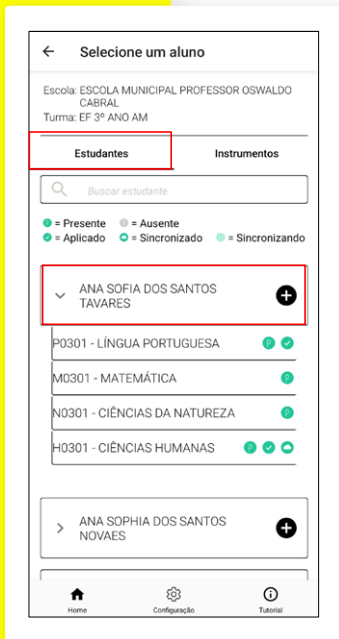 Selecione um aluno
Escola: ESCOLA MUNICIPAL PROFESSOR OSWALDO
CABRAL
Turma: EF 3º ANO AM
Estudantes Instrumentos
Buscar estudante
P = Presente = Ausente
= Aplicado = Sincronizado = Sincronizando
ANA SOFIA DOS SANTOS
TAVARES
P0301 - LÍNGUA PORTUGUESA P
M0301 - MATEMÁTICA P
N0301 - CIÊNCIAS DA NATUREZA P
H0301 - CIÊNCIAS HUMANAS P
ANA SOPHIA DOS SANTOS
NOVAES
Home Configuração Tutorial